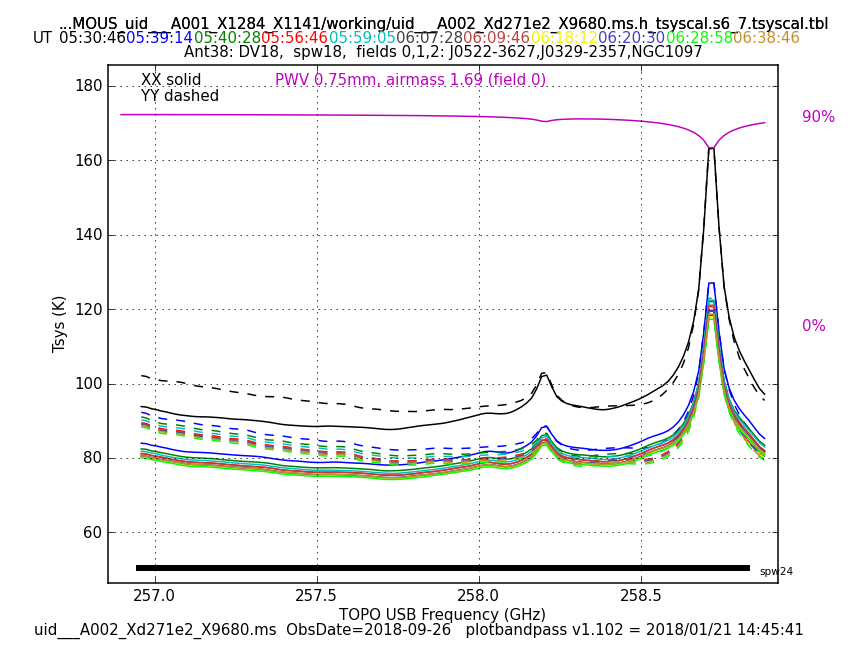 ...MOUS_uid___A001_X1284_X1141/working/uid___A002_Xd271e2_X9680.ms.h_tsyscal.s6_7.tsyscal.tbl
UT 05:30:46 05:39:14 05:40:28 05:56:46 05:59:05 06:07:28 06:09:46 06:18:12 06:20:30 06:28:58 06:38:46
Ant38: DV18, spw18, fields 0,1,2: J0522-3627,J0329-2357,NGC1097
XX solid
PWV 0.75mm, airmass 1.69 (field 0)
YY dashed
180
160
140
120
100
80
60
Tsys (K)
90%
0%
spw24
257.0 257.5 258.0 258.5
TOPO USB Frequency (GHz)
uid___A002_Xd271e2_X9680.ms ObsDate=2018-09-26 plotbandpass v1.102 = 2018/01/21 14:45:41